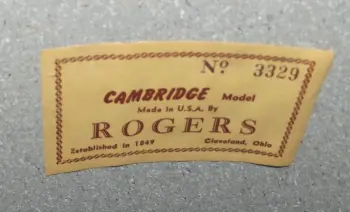 Nº 3329
CAMBRIDGE Model
Made in U.S.A. By
ROGERS
Established in 1849 Cleveland, Ohio